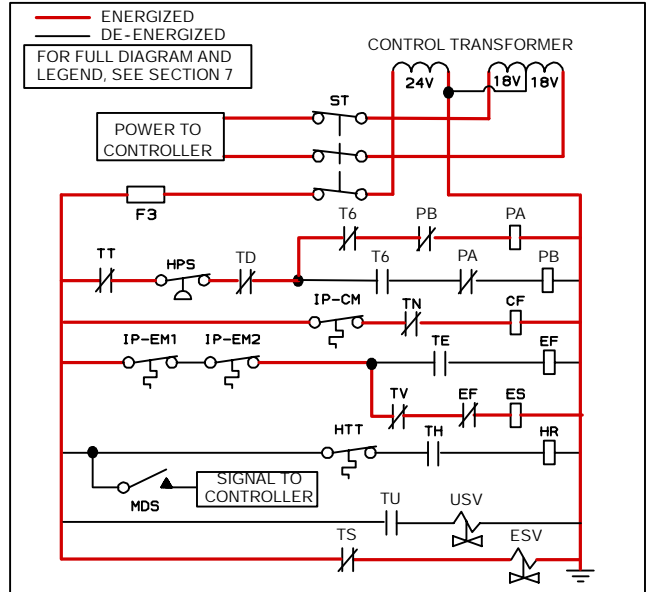 ENERGIZED
DE-ENERGIZED
FOR FULL DIAGRAM AND
LEGEND, SEE SECTION 7
CONTROL TRANSFORMER
24V
18V
18V
ST
POWER TO
CONTROLLER
F3
T6
PB
PA
TT
HPS
TD
T6
PA
PB
IP-CM
TN
CF
IP-EM1
IP-EM2
TE
EF
TV
EF
ES
HTT
TH
HR
SIGNAL TO
CONTROLLER
MDS
TU
USV
TS
ESV